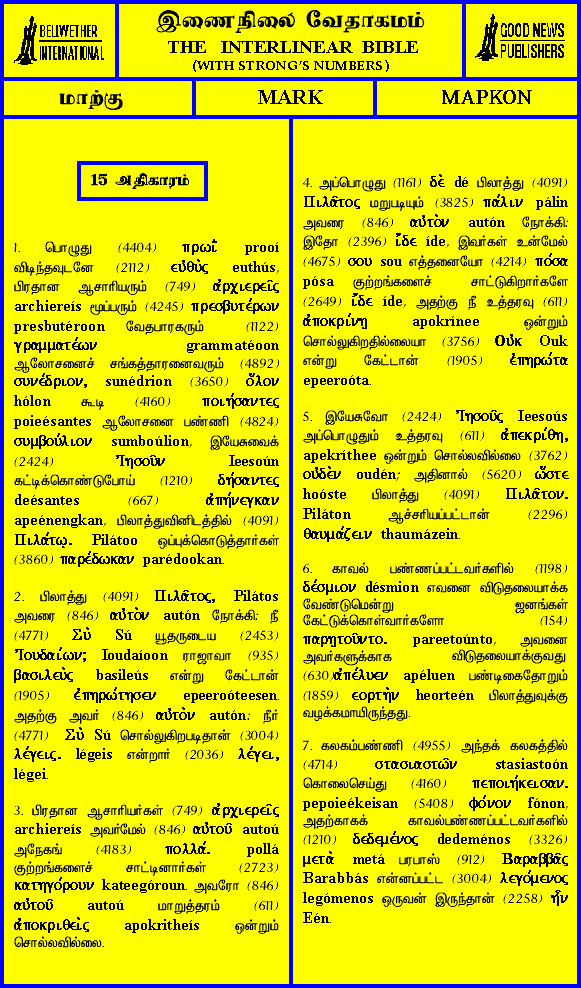 BELLWETHER
INTERNATIONAL
இணைநிலை வேதாகமம்
THE INTERLINEAR BIBLE
(WITH STRONG'S NUMBERS)
GOOD NEWS
PUBLISHERS
மாற்கு
MARK
ΜΑΡΚΟΝ
15 அதிகாரம்
1. பொழுது (4404) πρωῒ prooí
விடிந்தவுடனே (2112) εὐθὺς euthús,
பிரதான ஆசாரியரும் (749) ἀρχιερεῖς
archiereís மூப்பரும் (4245) πρεσβυτέρων
presbutéroon வேதபாரகரும் (1122)
γραμματέων grammatéoon
ஆலோசனைச் சங்கத்தாரனைவரும் (4892)
συνέδριον, sunédrion (3650) ὅλον
hólon கூடி (4160) ποιήσαντες
poieésantes ஆலோசனை பண்ணி (4824)
συμβούλιον sumboúlion, இயேசுவைக்
(2424) Ἰησοῦν Ieesoún
கட்டிக்கொண்டுபோய் (1210) δήσαντες
deésantes (667) ἀπήνεγκαν
apeénengkan, பிலாத்துவினிடத்தில் (4091)
Πιλάτῳ. Pilátoo ஒப்புக்கொடுத்தார்கள்
(3860) παρέδωκαν parédookan.
2. பிலாத்து (4091) Πιλᾶτος, Pilátos
அவரை (846) αὐτὸν autón நோக்கி: நீ
(4771) Σὺ Sú யூதருடைய (2453)
Ἰουδαίων; Ioudaíoon ராஜாவா (935)
βασιλεὺς basileús என்று கேட்டான்
(1905) ἐπηρώτησεν epeeroóteesen.
அதற்கு அவர் (846) αὐτὸν autón: நீர்
(4771) Σὺ Sú சொல்லுகிறபடிதான் (3004)
λέγεις. légeis என்றார் (2036) λέγει,
légei.
3. பிரதான ஆசாரியர்கள் (749) ἀρχιερεῖς
archiereís அவர்மேல் (846) αὐτοῦ autoú
அநேகங் (4183) πολλά. pollá
குற்றங்களைச் சாட்டினார்கள் (2723)
κατηγόρουν kateegóroun. அவரோ (846)
αὐτοῦ autoú மாறுத்தரம் (611)
ἀποκριθεὶς apokritheís ஒன்றும்
சொல்லவில்லை.
4. அப்பொழுது (1161) δὲ dé பிலாத்து (4091)
Πιλᾶτος மறுபடியும் (3825) πάλιν pálin
அவரை (846) αὐτὸν autón நோக்கி:
இதோ (2396) ἴδε íde, இவர்கள் உன்மேல்
(4675) σου sou எத்தனையோ (4214) πόσα
pósa குற்றங்களைச் சாட்டுகிறார்களே
(2649) ἴδε íde, அதற்கு நீ உத்தரவு (611)
ἀποκρίνῃ apokrínee ஒன்றும்
சொல்லுகிறதில்லையா (3756) Οὐκ Ouk
என்று கேட்டான் (1905) ἐπηρώτα
epeeroóta.
5. இயேசுவோ (2424) Ἰησοῦς Ieesoús
அப்பொழுதும் உத்தரவு (611) ἀπεκρίθη,
apekríthee ஒன்றும் சொல்லவில்லை (3762)
οὐδὲν oudén; அதினால் (5620) ὥστε
hoóste பிலாத்து (4091) Πιλᾶτον.
Piláton ஆச்சரியப்பட்டான் (2296)
θαυμάζειν thaumázein.
6. காவல் பண்ணப்பட்டவர்களில் (1198)
δέσμιον désmion எவனை விடுதலையாக்க
வேண்டுமென்று ஜனங்கள்
கேட்டுக்கொள்வார்களோ (154)
παρῃτοῦντο. pareetoúnto, அவனை
அவர்களுக்காக விடுதலையாக்குவது
(630)ἀπέλυεν apéluen பண்டிகைதோறும்
(1859) εορτὴν heorteén பிலாத்துவுக்கு
வழக்கமாயிருந்தது.
7. கலகம்பண்ணி (4955) அந்தக் கலகத்தில்
(4714) στασιαστῶν stasiastoón
கொலைசெய்து (4160) πεποιήκεισαν.
pepoieékeisan (5408) φόνον fónon,
அதற்காகக் காவல்பண்ணப்பட்டவர்களில்
(1210) δεδεμένος dedeménos (3326)
μετὰ metá பரபாஸ் (912) Βαραββᾶς
Barabbás என்னப்பட்ட (3004) λεγόμενος
legómenos ஒருவன் இருந்தான் (2258) ἦν
Eén.